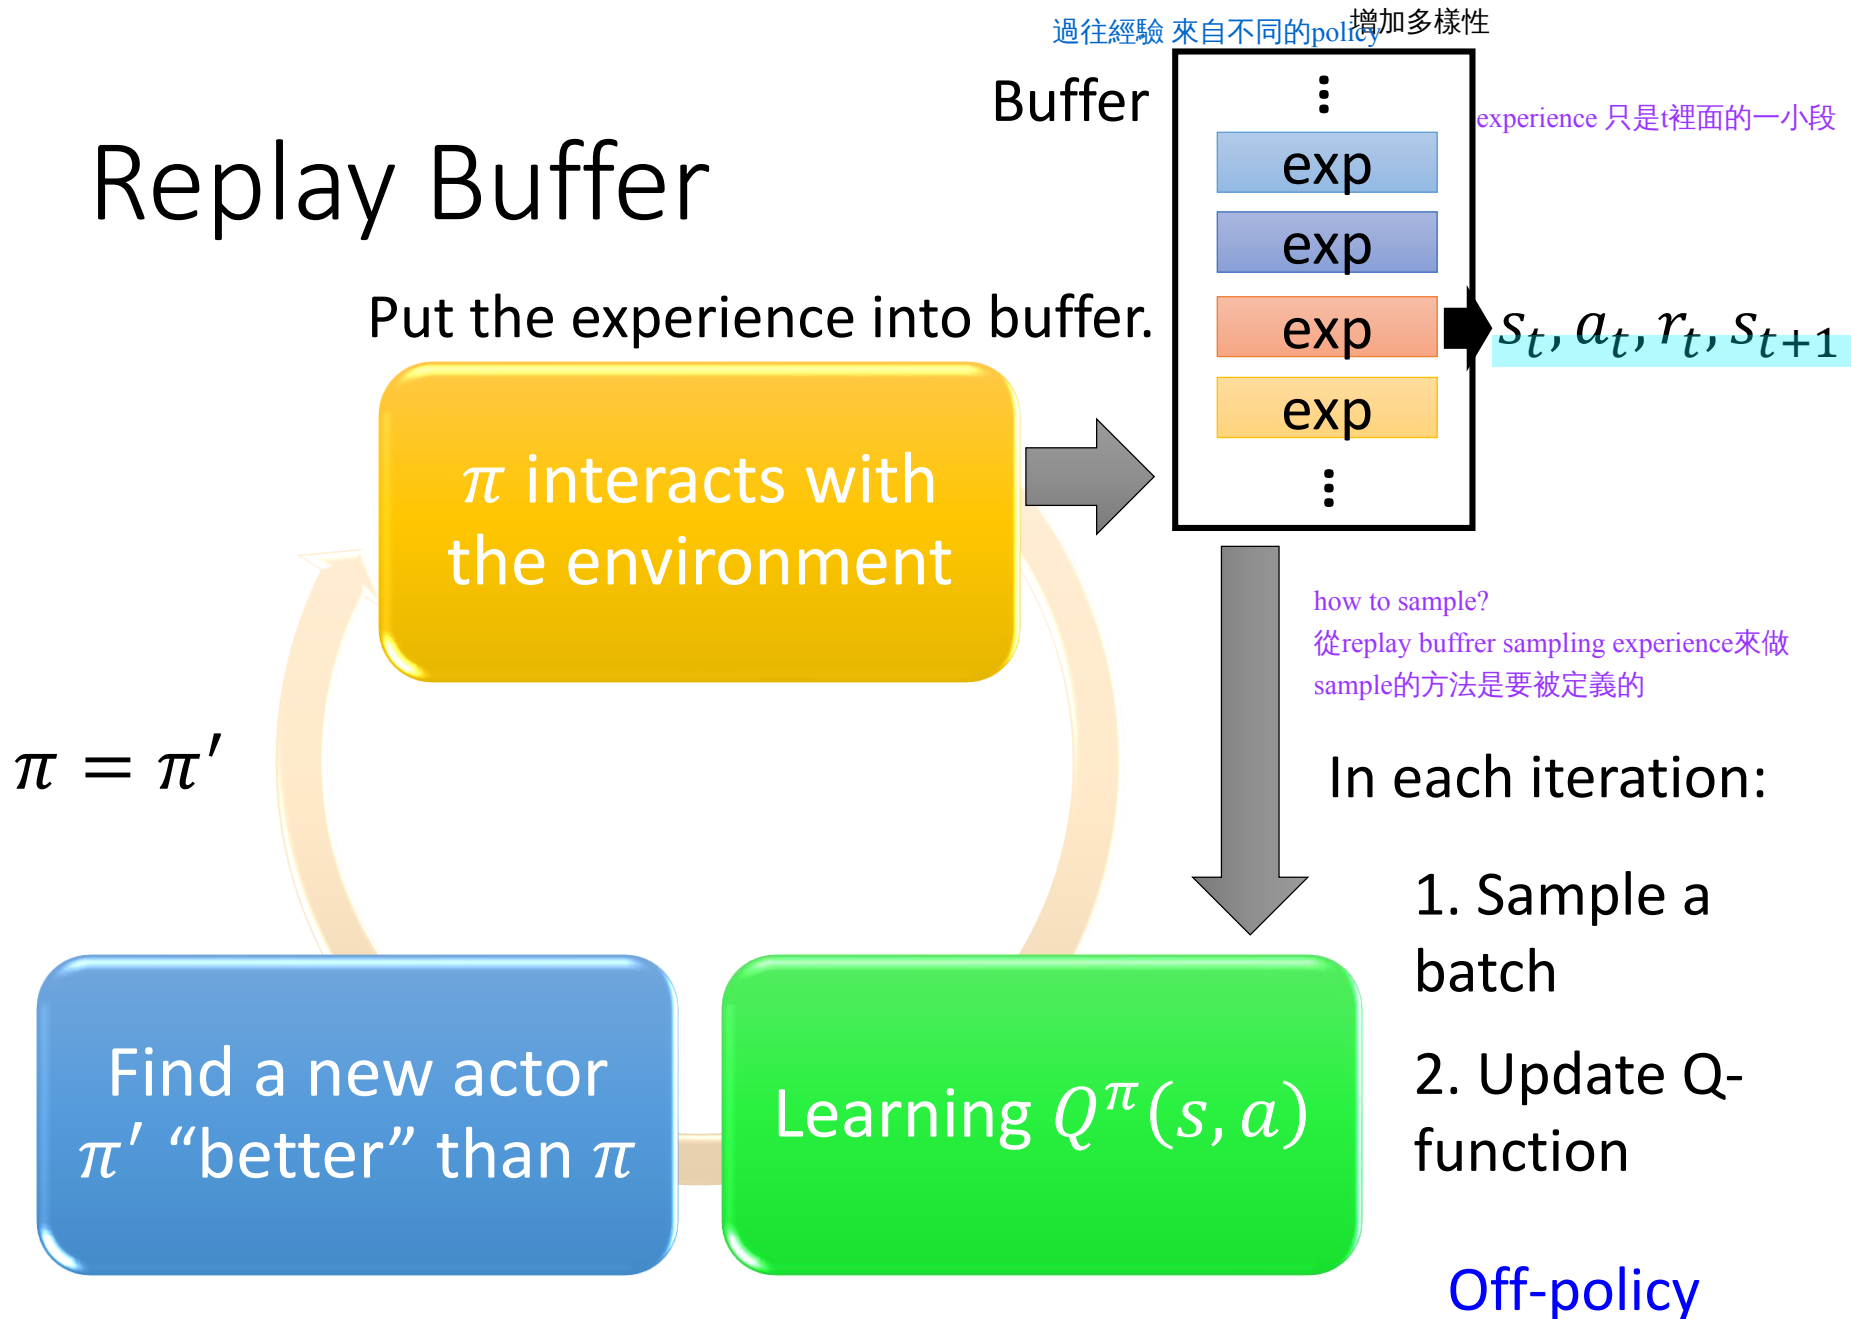 過往經驗 來自不同的policy
增加多樣性
Buffer
experience 只是t裡面的一小段
Replay Buffer
⋮
exp
exp
exp
exp
⋮
Put the experience into buffer.
s_t, a_t, r_t, s_{t+1}
π interacts with
the environment
how to sample?
從replay buffrer sampling experience來做
sample的方法是要被定義的
π = π′
In each iteration:
1. Sample a
batch
2. Update Q-
function
Find a new actor
π′ “better” than π
Learning Q^π(s, a)
Off-policy